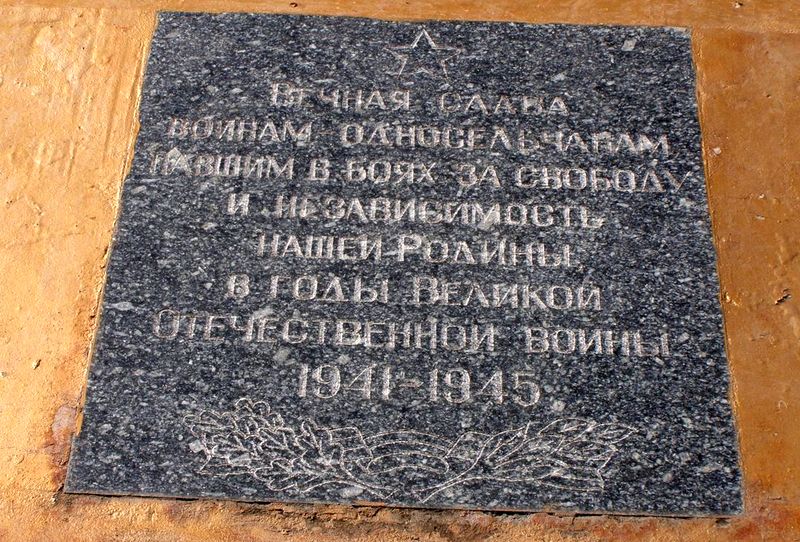 Вечная слава
воинам односельчанам,
павшим в боях за свободу
и независимость
нашей Родины
в годы Великой
Отечественной войны
1941-1945